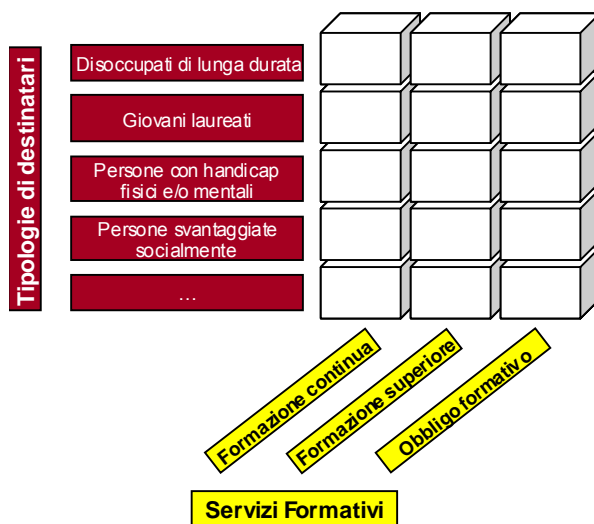 Tipologie di destinatari
Disoccupati di lunga durata
Giovani laureati
Persone con handicap
fisici e/o mentali
Persone svantaggiate
socialmente
...
Formazione continua
Formazione superiore
Obbligo formativo
Servizi Formativi